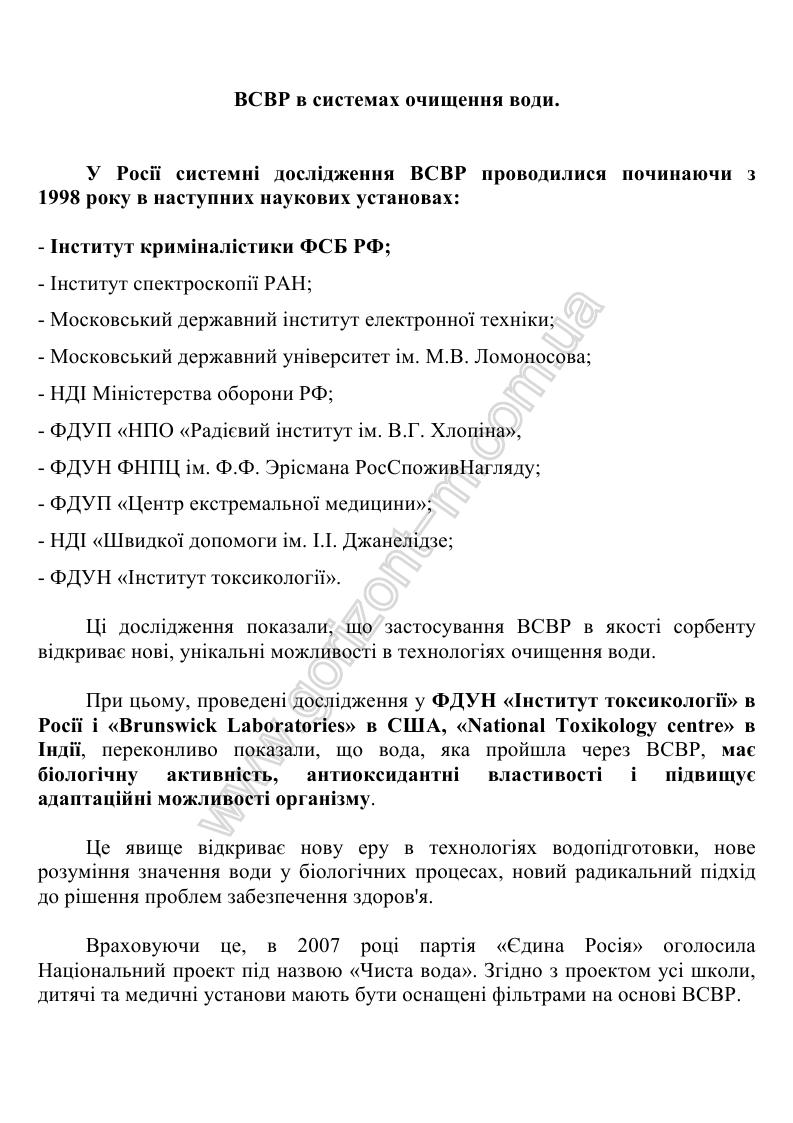 ВСВР в системах очищення води.
У Росії системні дослідження ВСВР проводилися починаючи з
1998 року в наступних наукових установах:
- Інститут криміналістики ФСБ РФ;
- Інститут спектроскопії РАН;
- Московський державний інститут електронної техніки;
- Московський державний університет ім. М.В. Ломоносова;
- НДІ Міністерства оборони РФ;
- ФДУП «НПО «Радієвий інститут ім. В.Г. Хлопіна»,
- ФДУН ФНПЦ ім. Ф.Ф. Эрісмана РосСпоживНагляду;
- ФДУП «Центр екстремальної медицини»;
- НДІ «Швидкої допомоги ім. І.І. Джанелідзе;
- ФДУН «Інститут токсикології».
Ці дослідження показали, що застосування ВСВР в якості сорбенту
відкриває нові, унікальні можливості в технологіях очищення води.
При цьому, проведені дослідження у ФДУН «Інститут токсикології» в
Росії і «Brunswick Laboratories» в США, «National Toxikology centre» в
Індії, переконливо показали, що вода, яка пройшла через ВСВР, має
біологічну активність, антиоксидантні властивості і підвищує
адаптаційні можливості організму.
Це явище відкриває нову еру в технологіях водопідготовки, нове
розуміння значення води у біологічних процесах, новий радикальний підхід
до рішення проблем забезпечення здоров'я.
Враховуючи це, в 2007 році партія «Єдина Росія» оголосила
Національний проект під назвою «Чиста вода». Згідно з проектом усі школи,
дитячі та медичні установи мають бути оснащені фільтрами на основі ВСВР.
www.gorizont-m.com.ua